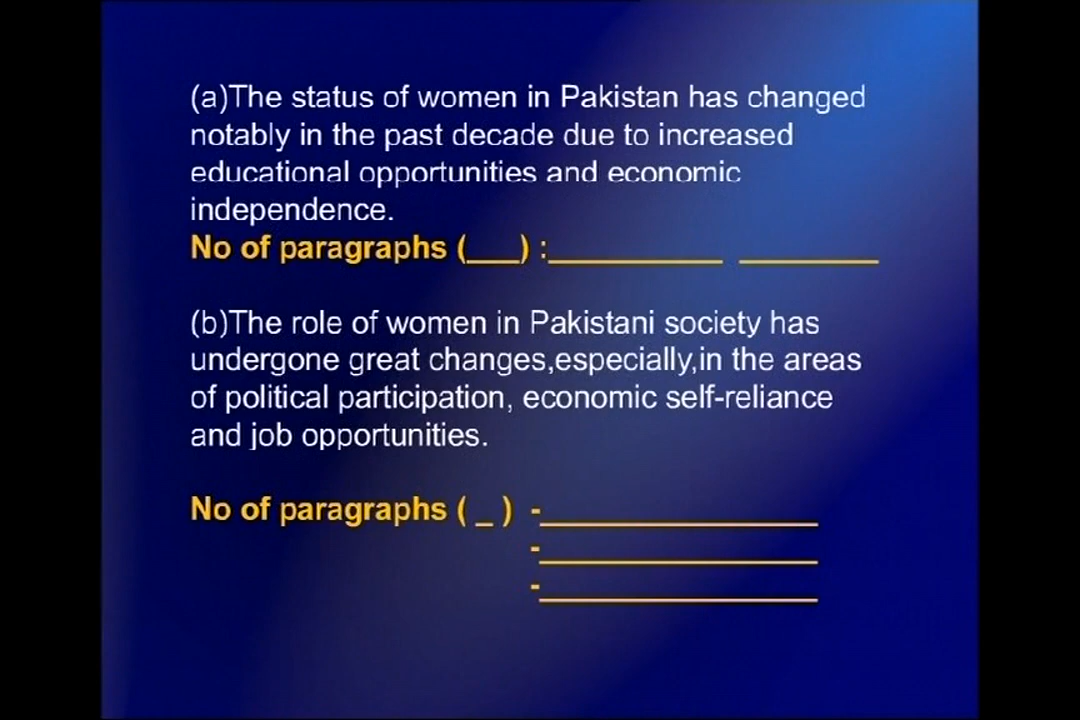 (a)The status of women in Pakistan has changed
notably in the past decade due to increased
educational opportunities and economic
independence.
No of paragraphs (___) :__________ ________
(b)The role of women in Pakistani society has
undergone great changes,especially,in the areas
of political participation, economic self-reliance
and job opportunities.
No of paragraphs ( _ ) -________________
-________________
-________________